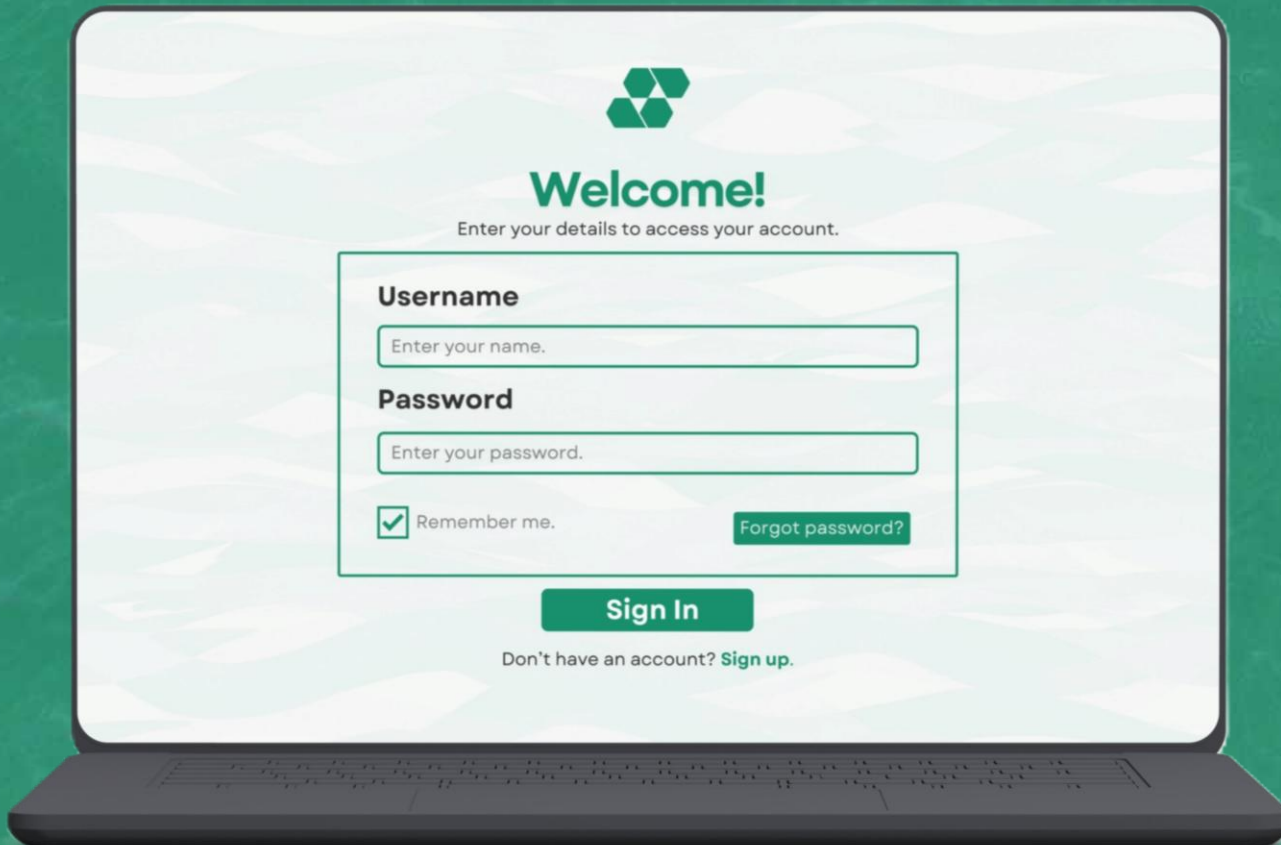 Welcome!
Enter your details to access your account.
Username
Enter your name.
Password
Enter your password.
Remember me.
Forgot password?
Sign In
Don't have an account? Sign up.